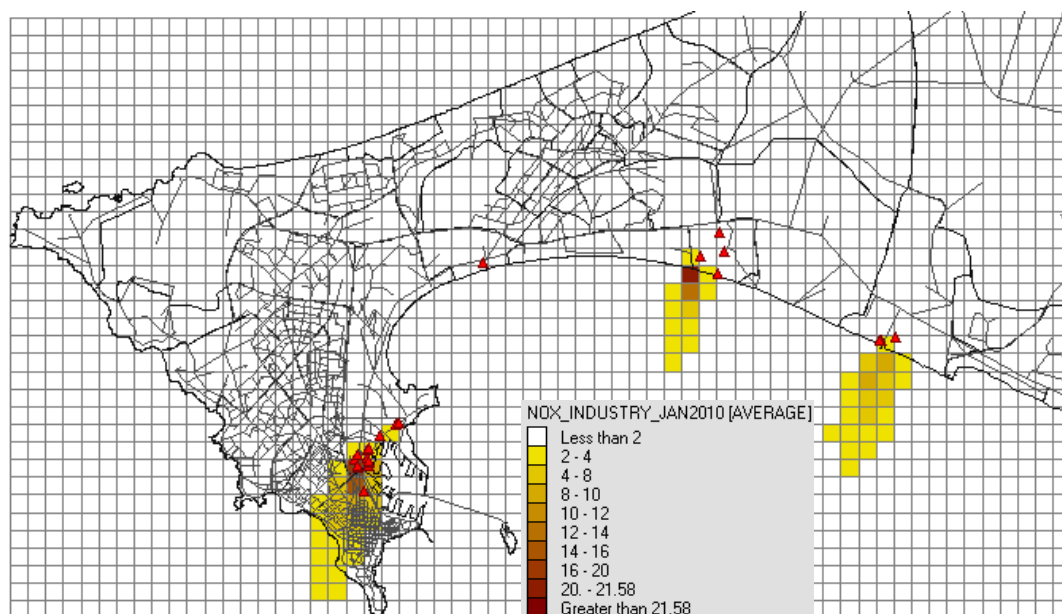 NOX_INDUSTRY_JAN2010 [AVERAGE]
Less than 2
2 - 4
4 - 8
8 - 10
10 - 12
12 - 14
14 - 16
16 - 20
20. - 21.58
Greater than 21.58